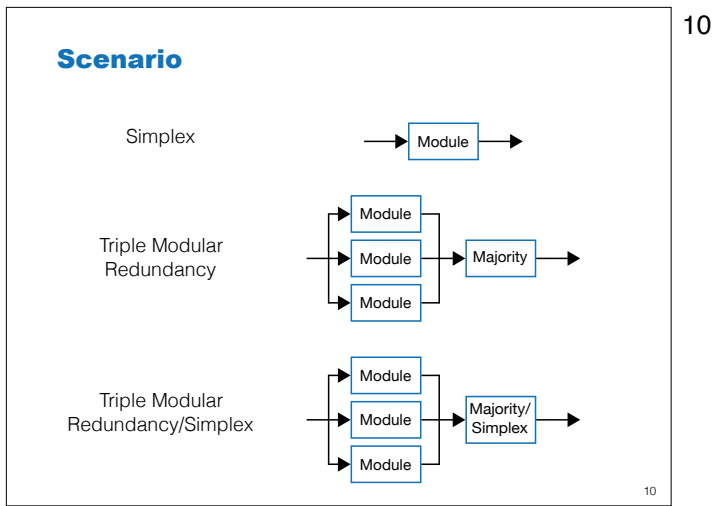 10
Scenario
Simplex
Module
Triple Modular
Redundancy
Module
Module
Module
Majority
Triple Modular
Redundancy/Simplex
Module
Module
Module
Majority/
Simplex
10